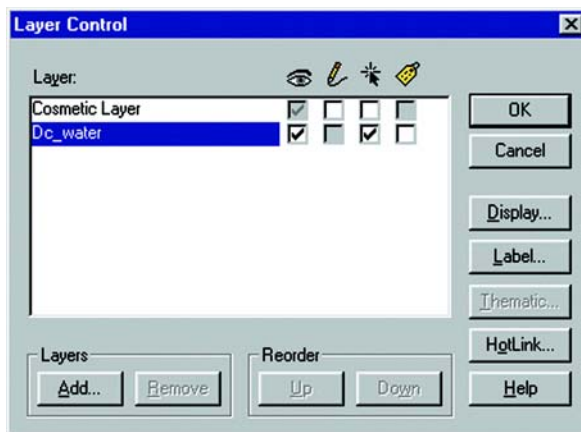 Layer Control
Layer:
Cosmetic Layer
Dc_water
OK
Cancel
Display...
Label...
Thematic...
HotLink...
Help
Layers
Add...
Remove
Reorder
Up
Down